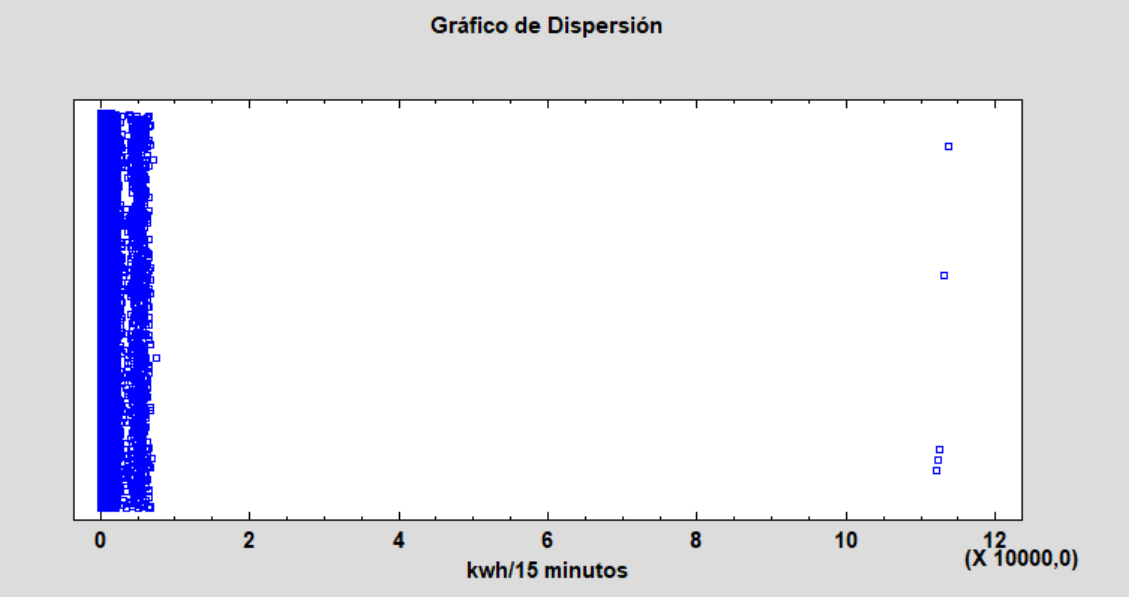 Gráfico de Dispersión
0 2 4 6 8 10 12
(X 10000,0)
kwh/15 minutos